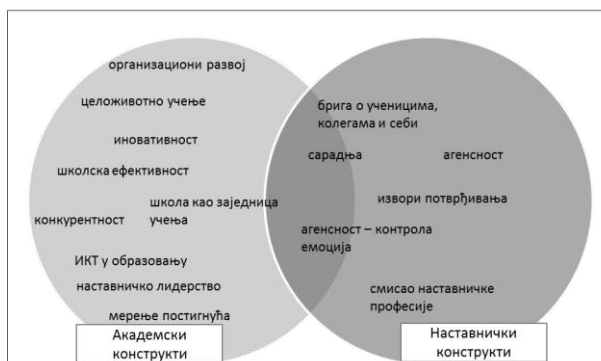 организациони развој
целоживотно учење
иновативност
школска ефективност
школа као заједница
учења
конкурентност
ИКТ у образовању
наставничко лидерство
мерење постигнућа
Академски
конструкти
брига о ученицима,
колегама и себи
сарадња
агенсност
извори потврђивања
агенсност – контрола
емоција
смисао наставничке
професије
Наставнички
конструкти